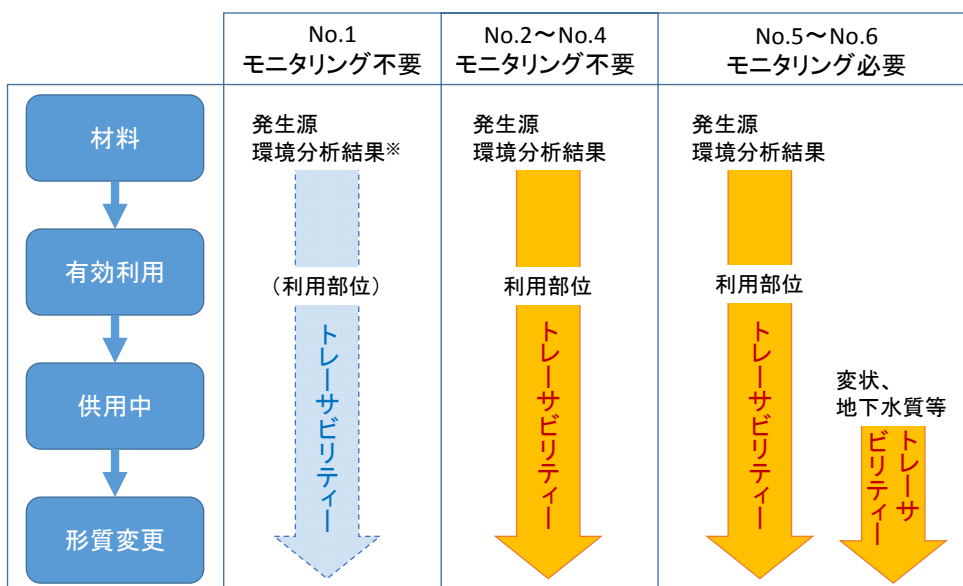 No.1
モニタリング不要
No.2～No.4
モニタリング不要
No.5～No.6
モニタリング必要
材料
発生源
環境分析結果※
発生源
環境分析結果
発生源
環境分析結果
有効利用
（利用部位）
利用部位
利用部位
トレーサビリティー
トレーサビリティー
トレーサビリティー
供用中
変状、
地下水質等
トレーサ
ビリティー
形質変更